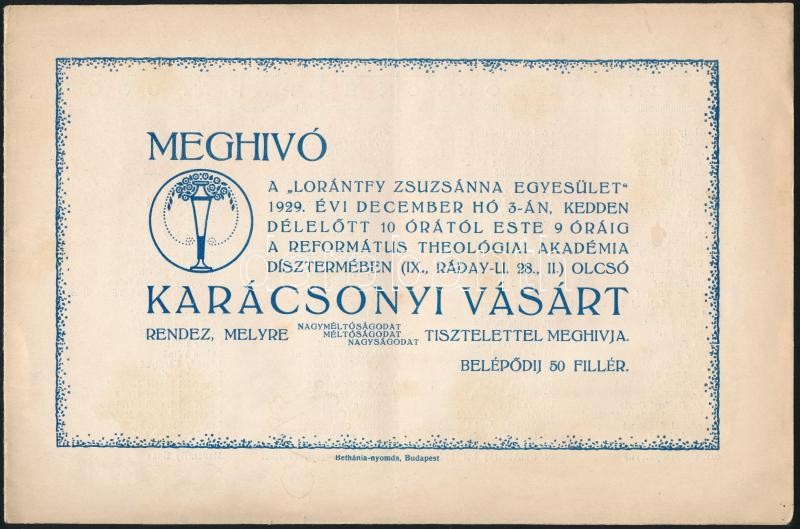 MEGHIVÓ
A „LORÁNTFY ZSUZSÁNNA EGYESÜLET"
1929. ÉVI DECEMBER HÓ 3-ÁN, KEDDEN
DÉLELŐTT 10 ÓRÁTÓL ESTE 9 ÓRÁIG
A REFORMÁTUS THEOLÓGIAI AKADÉMIA
DÍSZTERMÉBEN (IX., RÁDAY-U. 28., II.) OLCSÓ
KARÁCSONYI VÁSÁRT
RENDEZ, MELYRE NAGYMÉLTÓSÁGODAT MÉLTÓSÁGODAT NAGYSÁGODAT TISZTELETTEL MEGHIVJA.
BELÉPŐDIJ 50 FILLÉR.
Bethánia-nyomda, Budapest